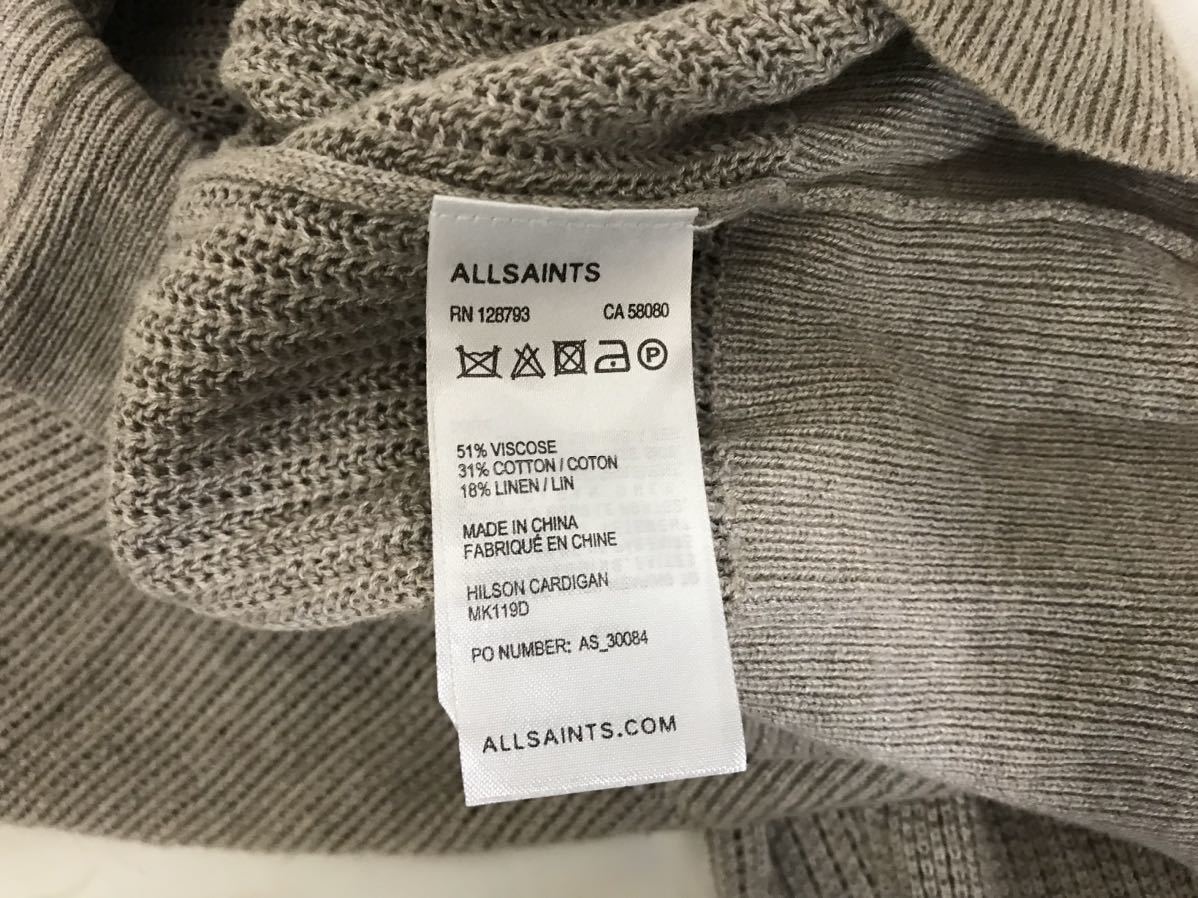 ALLSAINTS
RN 128793 CA 58080
P
51% VISCOSE
31% COTTON / COTON
18% LINEN / LIN
MADE IN CHINA
FABRIQUÉ EN CHINE
HILSON CARDIGAN
MK119D
PO NUMBER: AS_30084
ALLSAINTS.COM